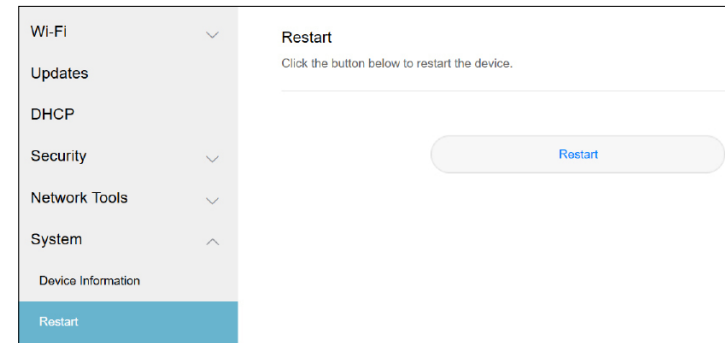 Wi-Fi
Updates
DHCP
Security
Network Tools
System
Device Information
Restart
Restart
Click the button below to restart the device.
Restart